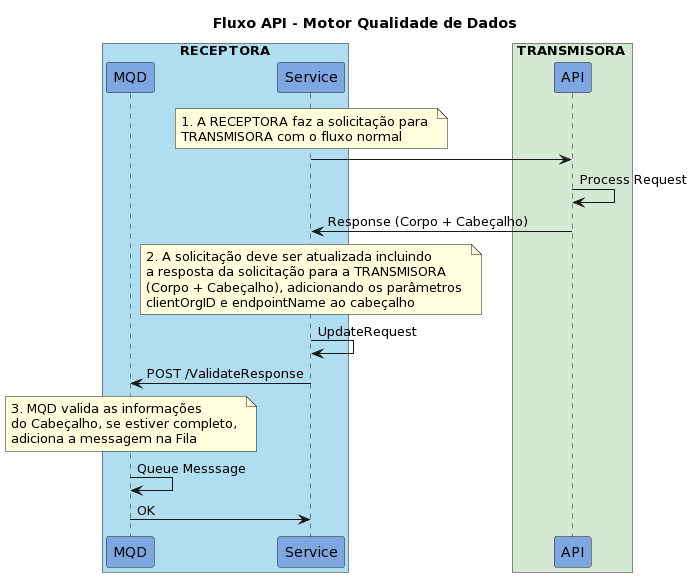 Fluxo API - Motor Qualidade de Dados
RECEPTORA
TRANSMISORA
MQD
Service
API
1. A RECEPTORA faz a solicitação para
TRANSMISORA com o fluxo normal
Process Request
Response (Corpo + Cabeçalho)
2. A solicitação deve ser atualizada incluindo
a resposta da solicitação para a TRANSMISORA
(Corpo + Cabeçalho), adicionando os parâmetros
clientOrgID e endpointName ao cabeçalho
UpdateRequest
POST /ValidateResponse
3. MQD valida as informações
do Cabeçalho, se estiver completo,
adiciona a messagem na Fila
Queue Messsage
OK
MQD
Service
API